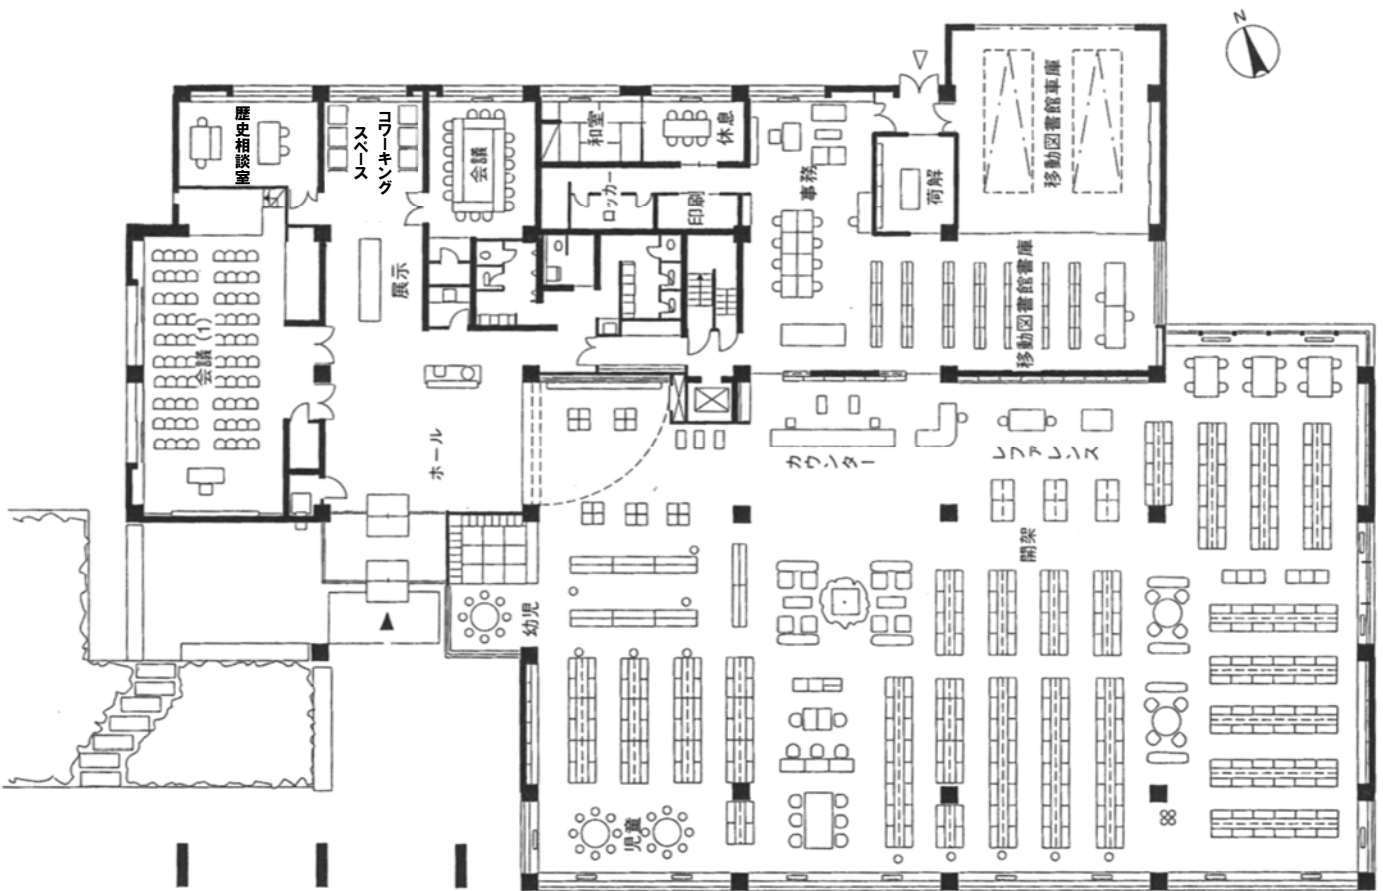 N
歴史相談室
コワーキング
スペース
会議
和室
休息
ロッカー
印刷
事務
荷解
移動図書館車庫
移動図書館書庫
展示
会議 (1)
ホール
カウンター
レファレンス
開架
幼児
児童